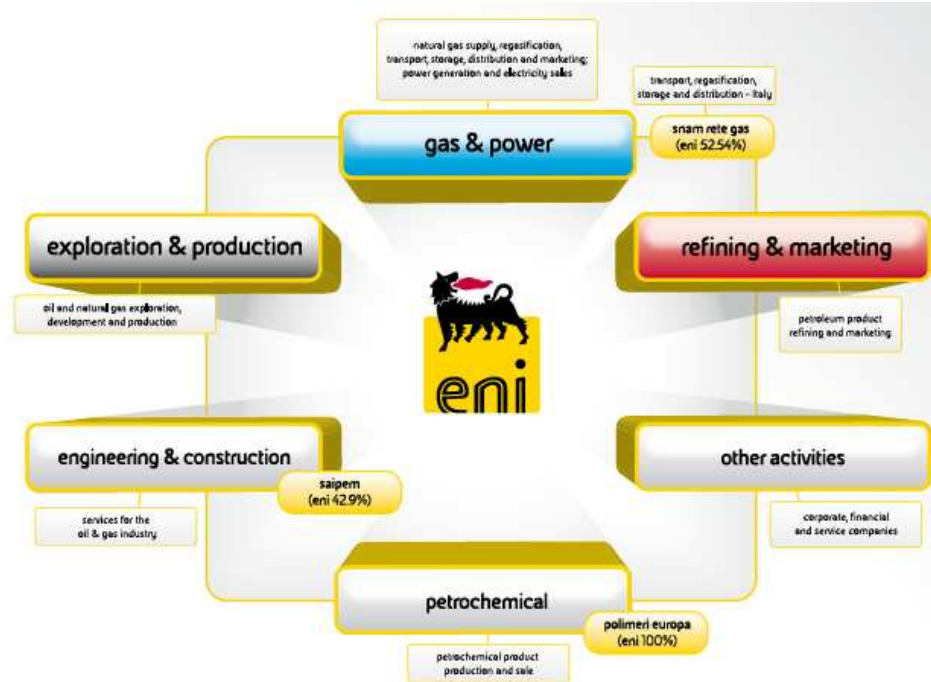 natural gas supply, regasification,
transport, storage, distribution and marketing;
power generation and electricity sales
transport, regasification,
storage and distribution - Italy
gas & power
snam rete gas
(eni 52.54%)
exploration & production
refining & marketing
oil and natural gas exploration,
development and production
petroleum product
refining and marketing
eni
engineering & construction
other activities
saipem
(eni 42.9%)
services for the
oil & gas industry
corporate, financial
and service companies
petrochemical
polimeri europa
(eni 100%)
petrochemical product
production and sale